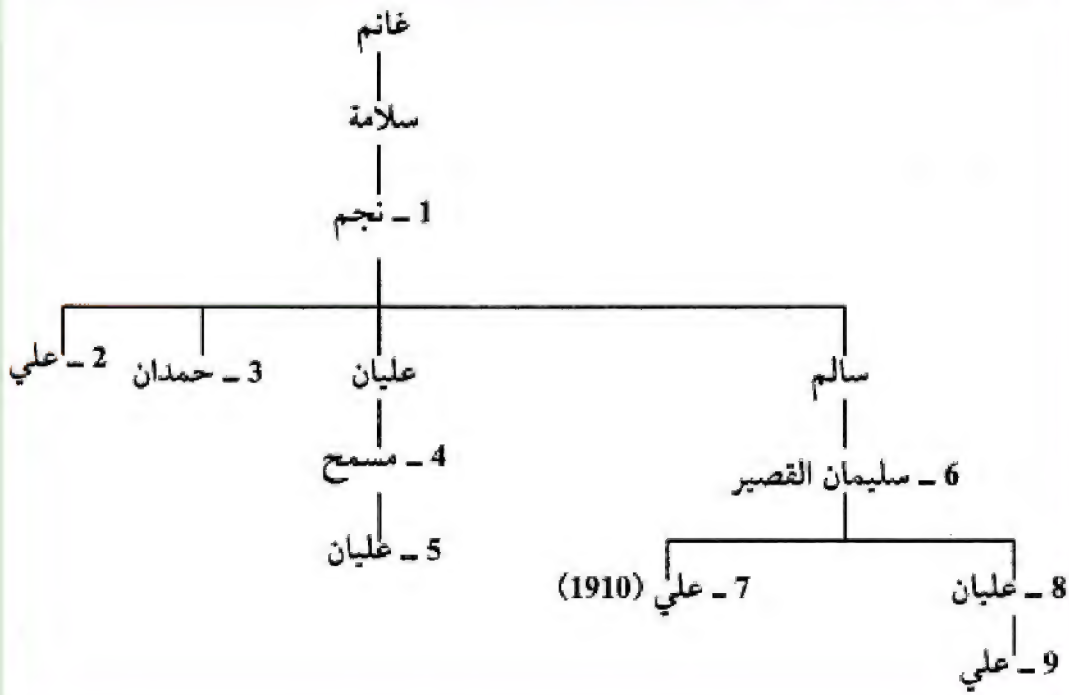 غانم
سلامة
1 ـ نجم
سالم    عليان    3 ـ حمدان    2 ـ علي
6 ـ سليمان القصير    4 ـ مسمح
5 ـ عليان
8 ـ عليان    7 ـ علي (1910)
9 ـ علي